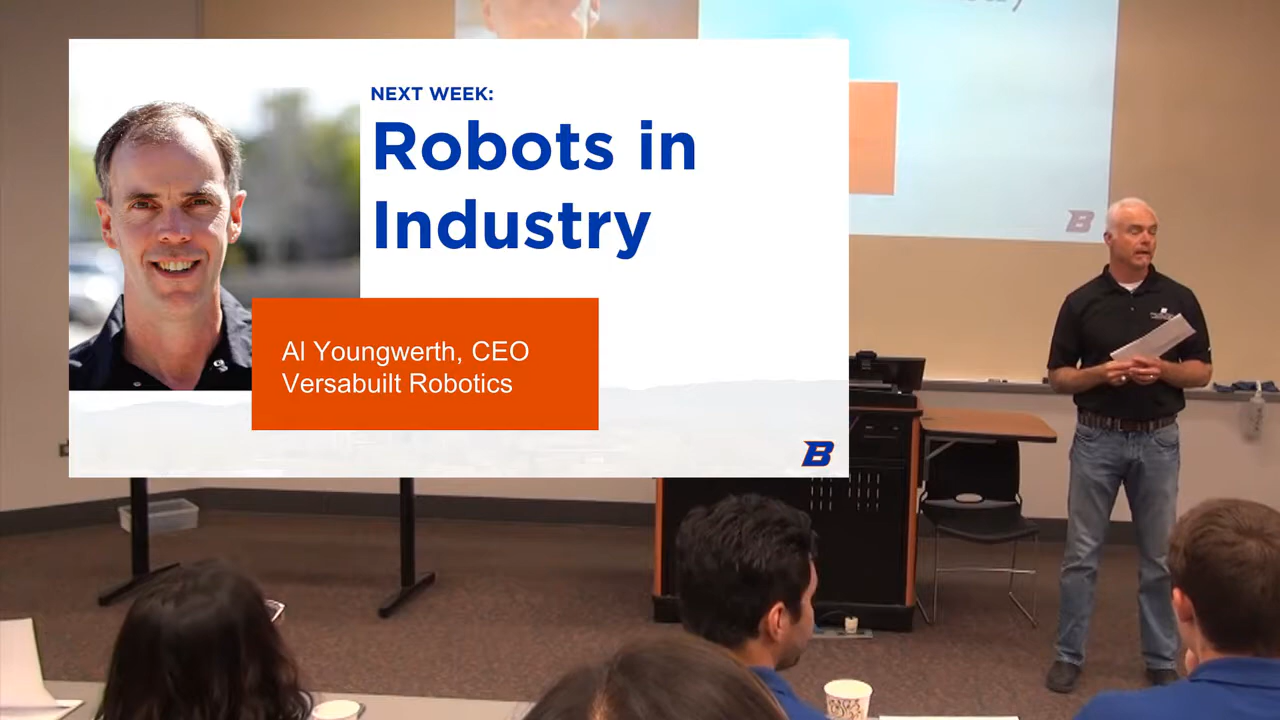 NEXT WEEK:
Robots in
Industry
Al Youngwerth, CEO
Versabuilt Robotics
B